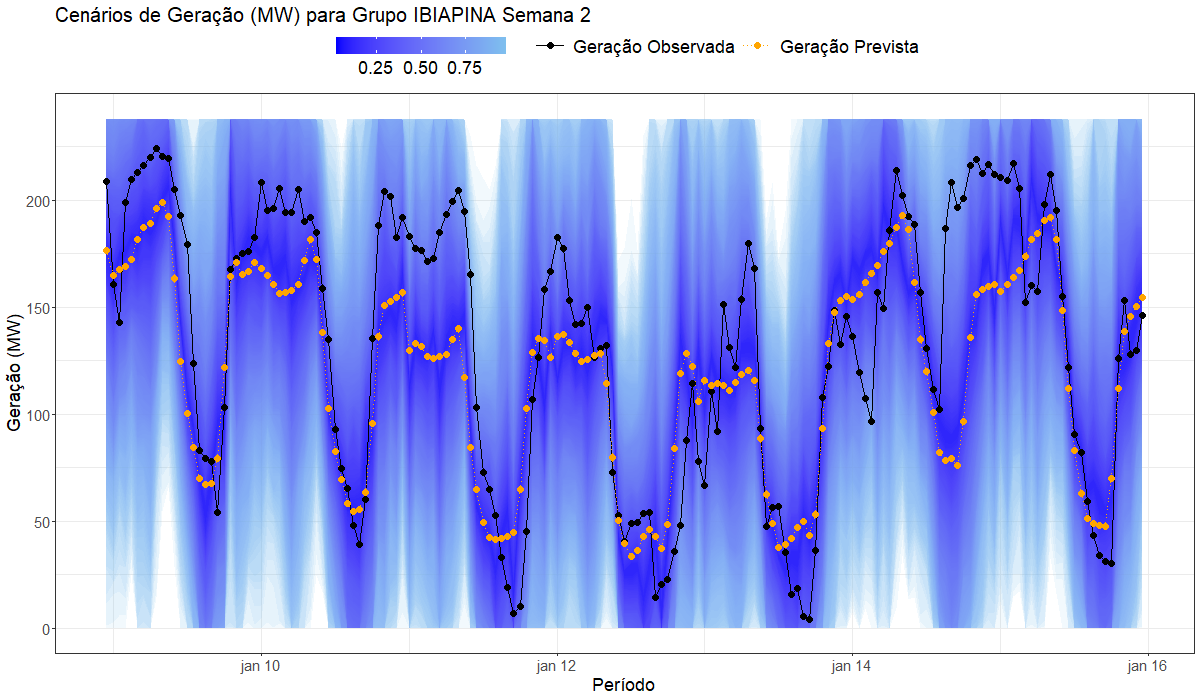 Cenários de Geração (MW) para Grupo IBIAPINA Semana 2
0.25 0.50 0.75
Geração Observada
Geração Prevista
Geração (MW)
200
150
100
50
0
jan 10
jan 12
jan 14
jan 16
Período